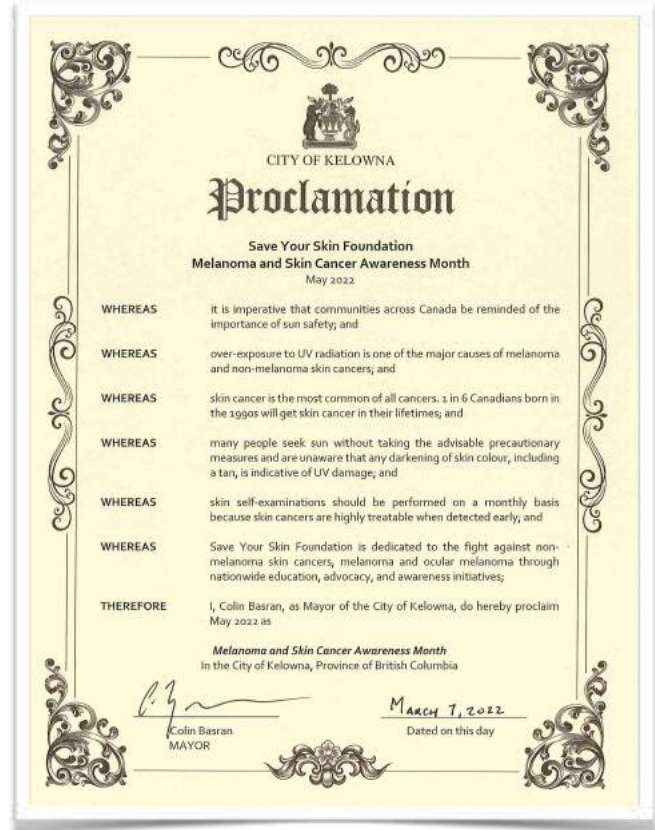 CITY OF KELOWNA
Proclamation
Save Your Skin Foundation
Melanoma and Skin Cancer Awareness Month
May 2022
WHEREAS it is imperative that communities across Canada be reminded of the
importance of sun safety; and
WHEREAS over-exposure to UV radiation is one of the major causes of melanoma
and non-melanoma skin cancers; and
WHEREAS skin cancer is the most common of all cancers. 1 in 6 Canadians born in
the 1990s will get skin cancer in their lifetimes; and
WHEREAS many people seek sun without taking the advisable precautionary
measures and are unaware that any darkening of skin colour, including
a tan, is indicative of UV damage; and
WHEREAS skin self-examinations should be performed on a monthly basis
because skin cancers are highly treatable when detected early; and
WHEREAS Save Your Skin Foundation is dedicated to the fight against non-
melanoma skin cancers, melanoma and ocular melanoma through
nationwide education, advocacy, and awareness initiatives;
THEREFORE I, Colin Basran, as Mayor of the City of Kelowna, do hereby proclaim
May 2022 as
Melanoma and Skin Cancer Awareness Month
In the City of Kelowna, Province of British Columbia
MARCH 7, 2022
Colin Basran Dated on this day
MAYOR